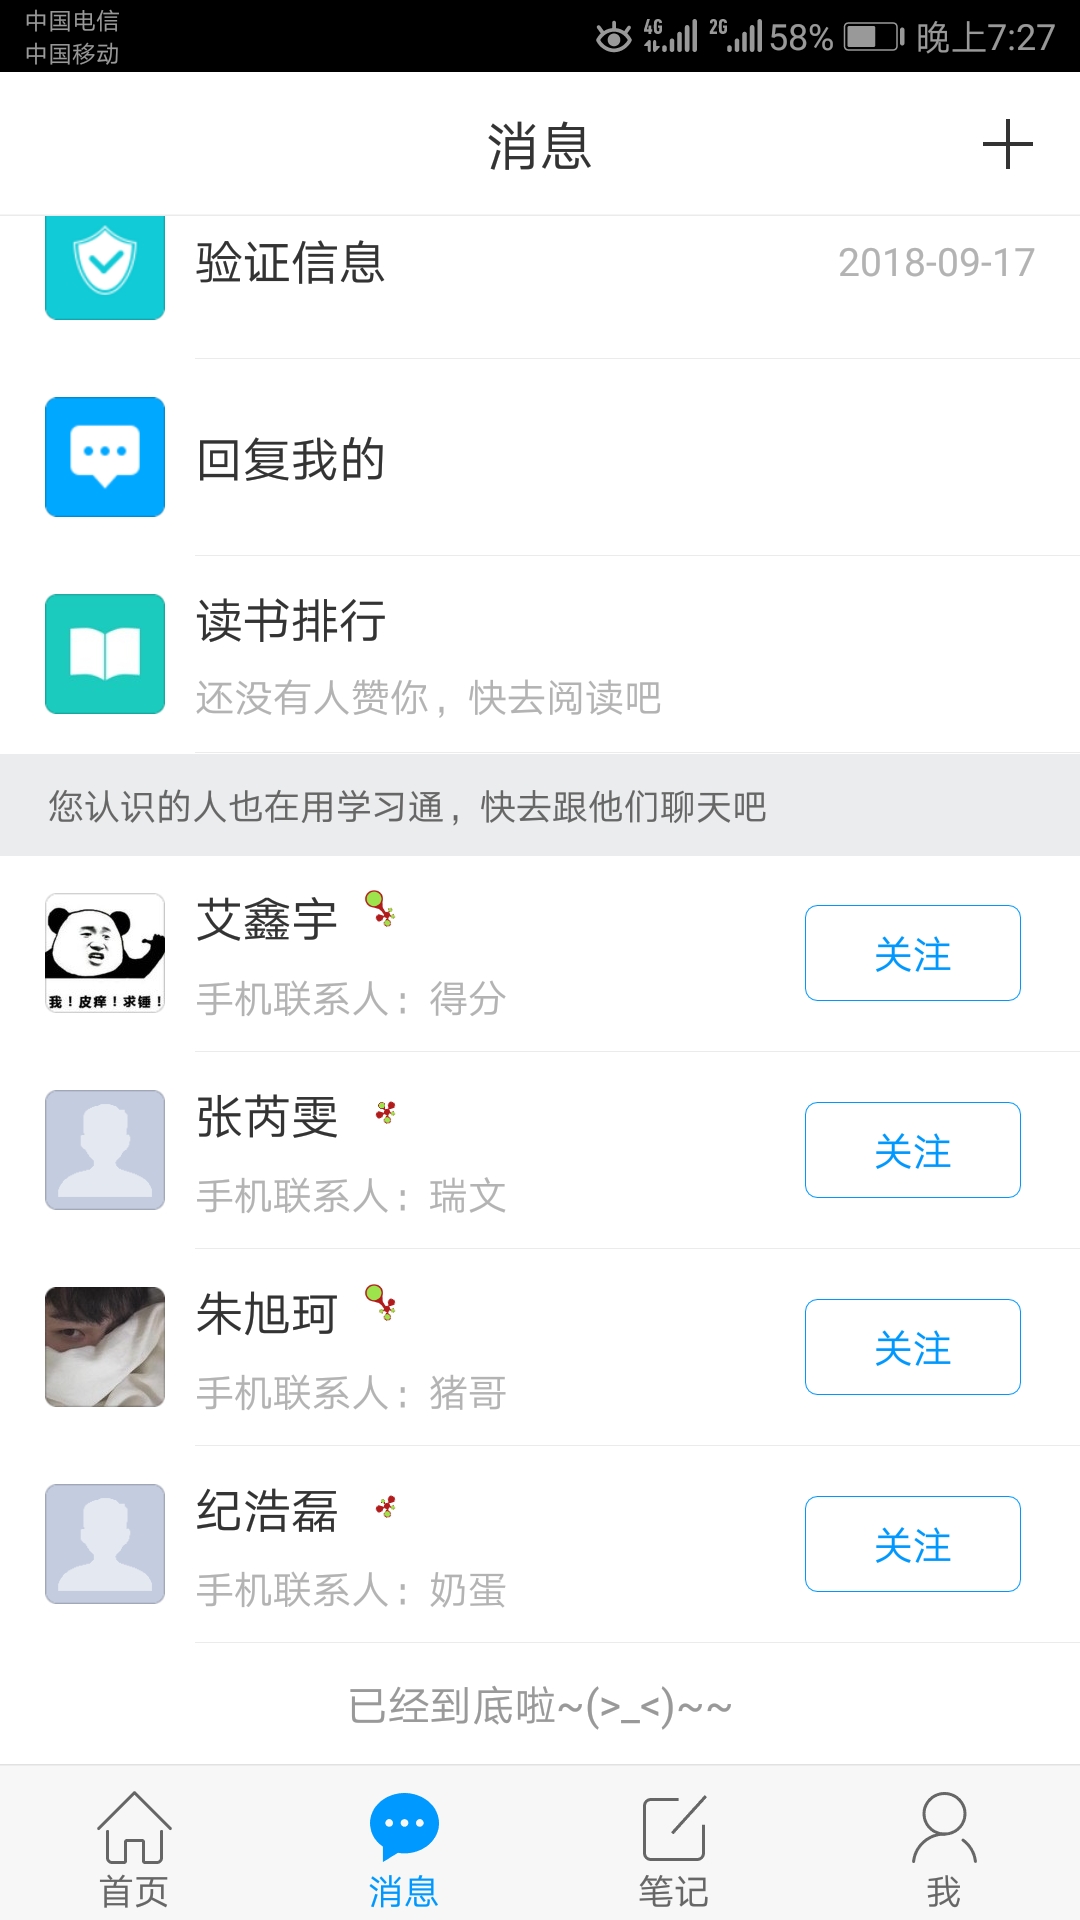 中国电信
中国移动
4G 2G 58% 晚上7:27
消息
验证信息 2018-09-17
回复我的
读书排行
还没有人赞你，快去阅读吧
您认识的人也在用学习通，快去跟他们聊天吧
艾鑫宇
手机联系人：得分
关注
我！皮痒！求锤！
张芮雯
手机联系人：瑞文
关注
朱旭珂
手机联系人：猪哥
关注
纪浩磊
手机联系人：奶蛋
关注
已经到底啦~(>_<)~~
首页 消息 笔记 我